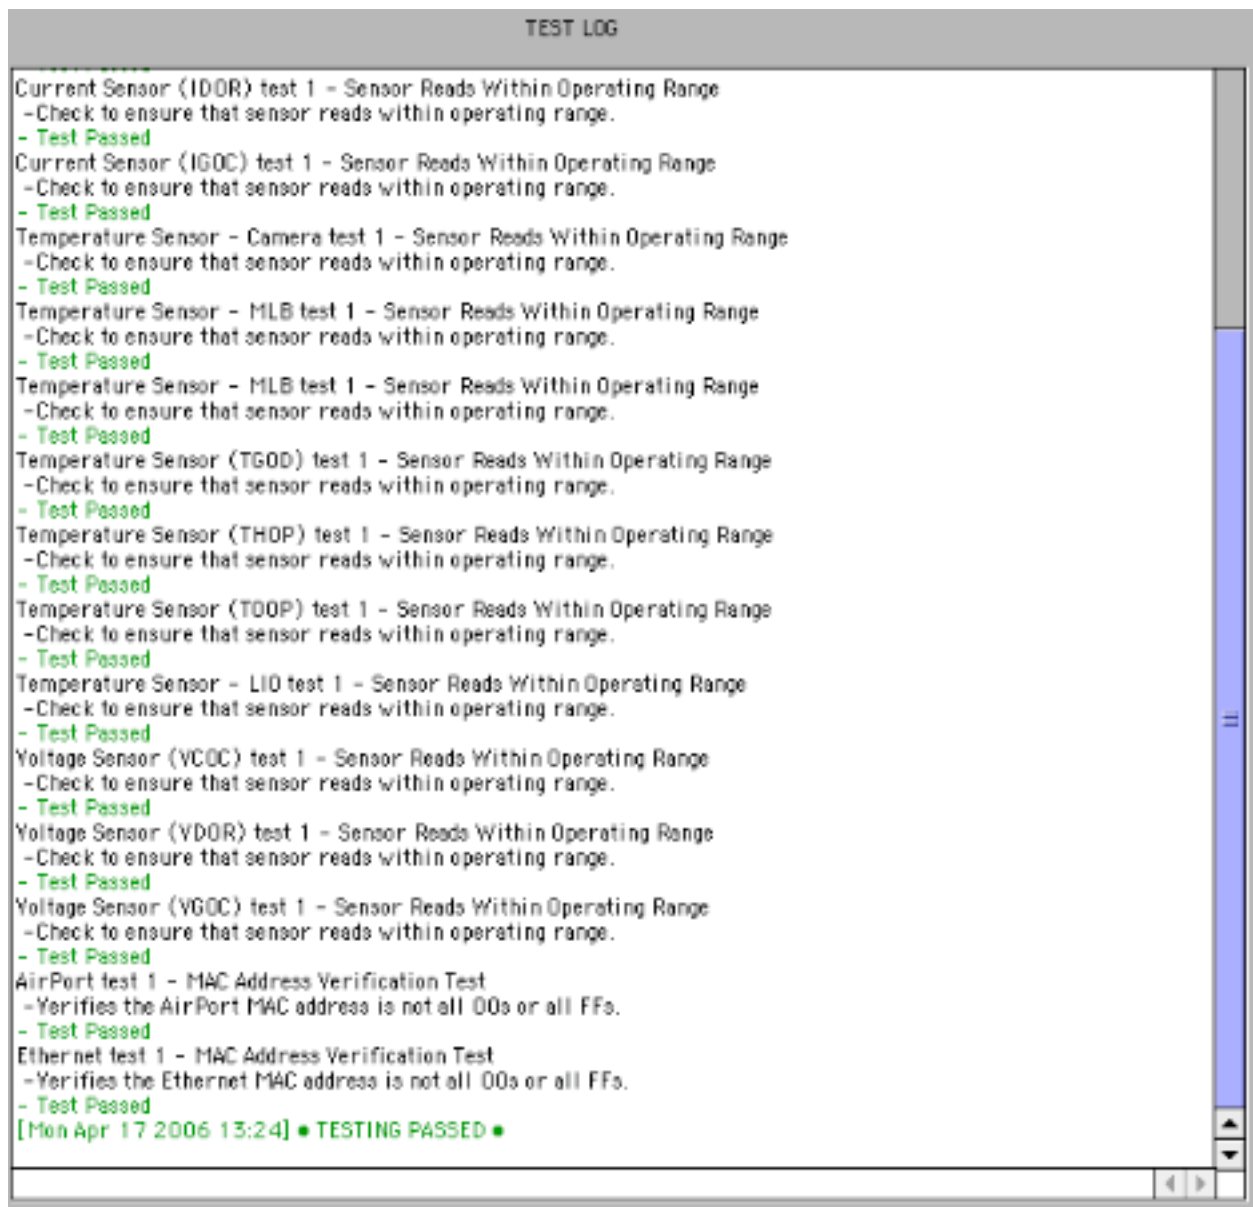 TEST LOG
Current Sensor (ID0R) test 1 - Sensor Reads Within Operating Range
-Check to ensure that sensor reads within operating range.
- Test Passed
Current Sensor (IG0C) test 1 - Sensor Reads Within Operating Range
-Check to ensure that sensor reads within operating range.
- Test Passed
Temperature Sensor - Camera test 1 - Sensor Reads Within Operating Range
-Check to ensure that sensor reads within operating range.
- Test Passed
Temperature Sensor - MLB test 1 - Sensor Reads Within Operating Range
-Check to ensure that sensor reads within operating range.
- Test Passed
Temperature Sensor - MLB test 1 - Sensor Reads Within Operating Range
-Check to ensure that sensor reads within operating range.
- Test Passed
Temperature Sensor (TG0D) test 1 - Sensor Reads Within Operating Range
-Check to ensure that sensor reads within operating range.
- Test Passed
Temperature Sensor (TH0P) test 1 - Sensor Reads Within Operating Range
-Check to ensure that sensor reads within operating range.
- Test Passed
Temperature Sensor (TO0P) test 1 - Sensor Reads Within Operating Range
-Check to ensure that sensor reads within operating range.
- Test Passed
Temperature Sensor - LIO test 1 - Sensor Reads Within Operating Range
-Check to ensure that sensor reads within operating range.
- Test Passed
Voltage Sensor (VC0C) test 1 - Sensor Reads Within Operating Range
-Check to ensure that sensor reads within operating range.
- Test Passed
Voltage Sensor (VD0R) test 1 - Sensor Reads Within Operating Range
-Check to ensure that sensor reads within operating range.
- Test Passed
Voltage Sensor (VG0C) test 1 - Sensor Reads Within Operating Range
-Check to ensure that sensor reads within operating range.
- Test Passed
AirPort test 1 - MAC Address Verification Test
-Verifies the AirPort MAC address is not all 00s or all FFs.
- Test Passed
Ethernet test 1 - MAC Address Verification Test
-Verifies the Ethernet MAC address is not all 00s or all FFs.
- Test Passed
[Mon Apr 17 2006 13:24] • TESTING PASSED •